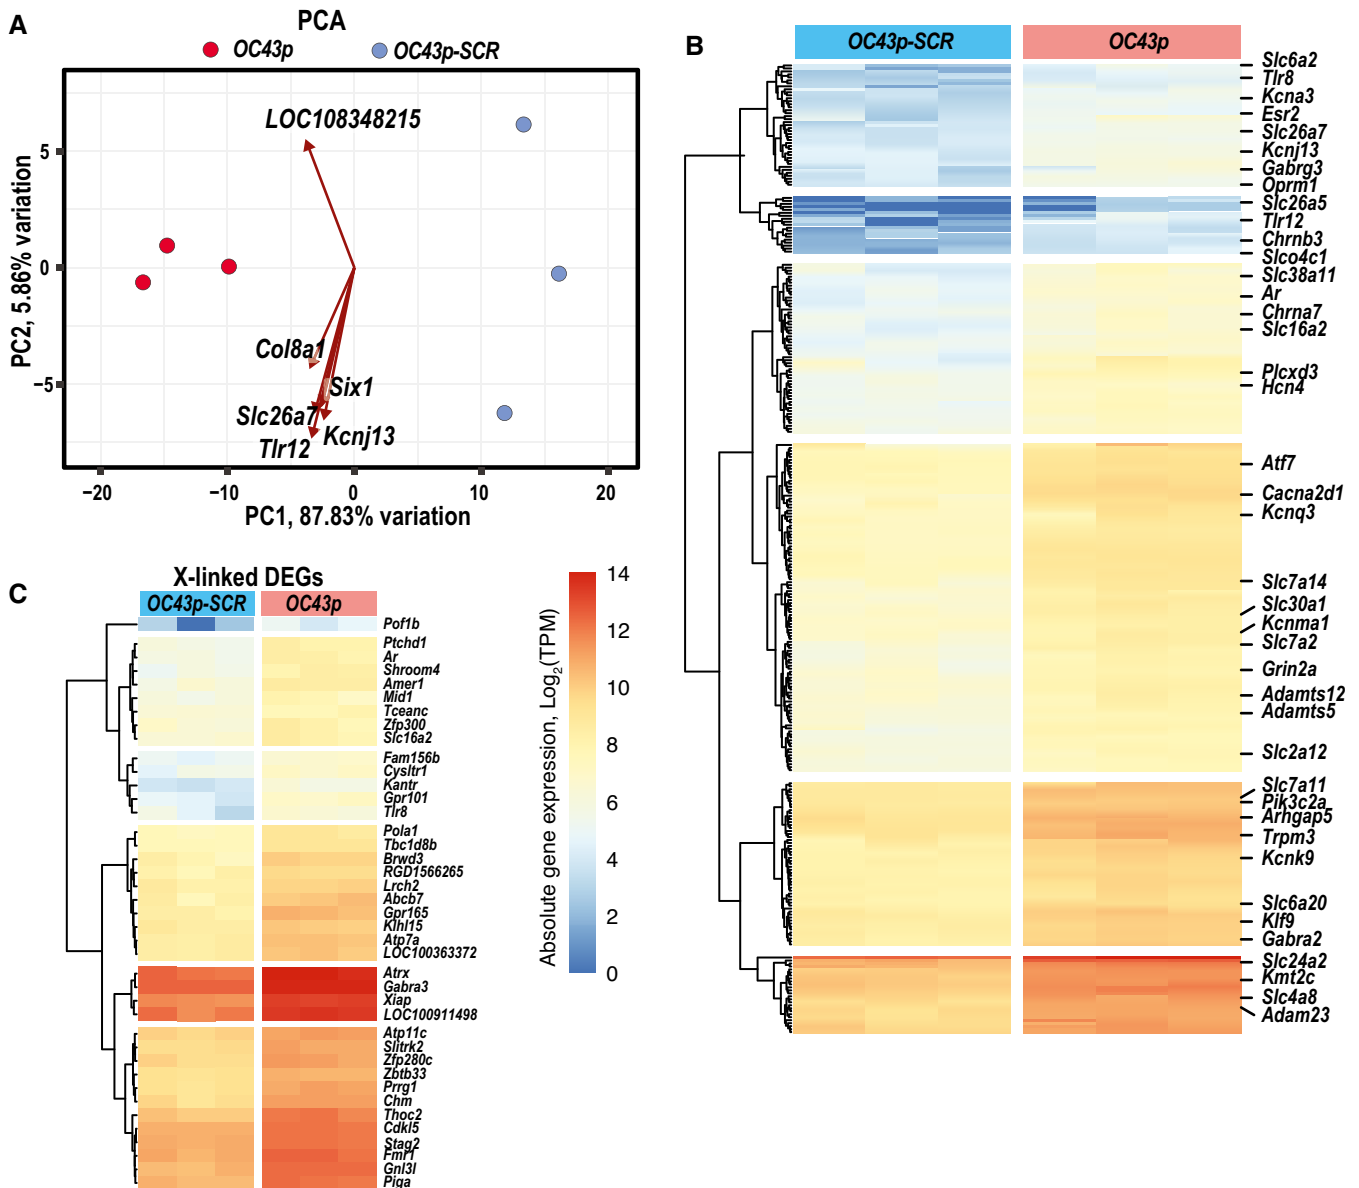 A
PCA
OC43p
OC43p-SCR
LOC108348215
Col8a1
Six1
Slc26a7
Kcnj13
Tlr12
5
0
−5
PC2, 5.86% variation
−20
−10
0
10
20
PC1, 87.83% variation
B
OC43p-SCR
OC43p
Slc6a2
Tlr8
Kcna3
Esr2
Slc26a7
Kcnj13
Gabrg3
Oprm1
Slc26a5
Tlr12
Chrnb3
Slco4c1
Slc38a11
Ar
Chrna7
Slc16a2
Plcxd3
Hcn4
Atf7
Cacna2d1
Kcnq3
Slc7a14
Slc30a1
Kcnma1
Slc7a2
Grin2a
Adamts12
Adamts5
Slc2a12
Slc7a11
Pik3c2a
Arhgap5
Trpm3
Kcnk9
Slc6a20
Klf9
Gabra2
Slc24a2
Kmt2c
Slc4a8
Adam23
C
X-linked DEGs
OC43p-SCR
OC43p
Pof1b
Ptchd1
Ar
Shroom4
Amer1
Mid1
Tceanc
Zfp300
Slc16a2
Fam156b
Cysltr1
Kantr
Gpr101
Tlr8
Pola1
Tbc1d8b
Brwd3
RGD1566265
Lrch2
Abcb7
Gpr165
Klhl15
Atp7a
LOC100363372
Atrx
Gabra3
Xiap
LOC100911498
Atp11c
Slitrk2
Zfp280c
Zbtb33
Prrg1
Chm
Thoc2
Cdkl5
Stag2
Fmr1
Gnl3l
Piga
Absolute gene expression, Log2(TPM)
14
12
10
8
6
4
2
0